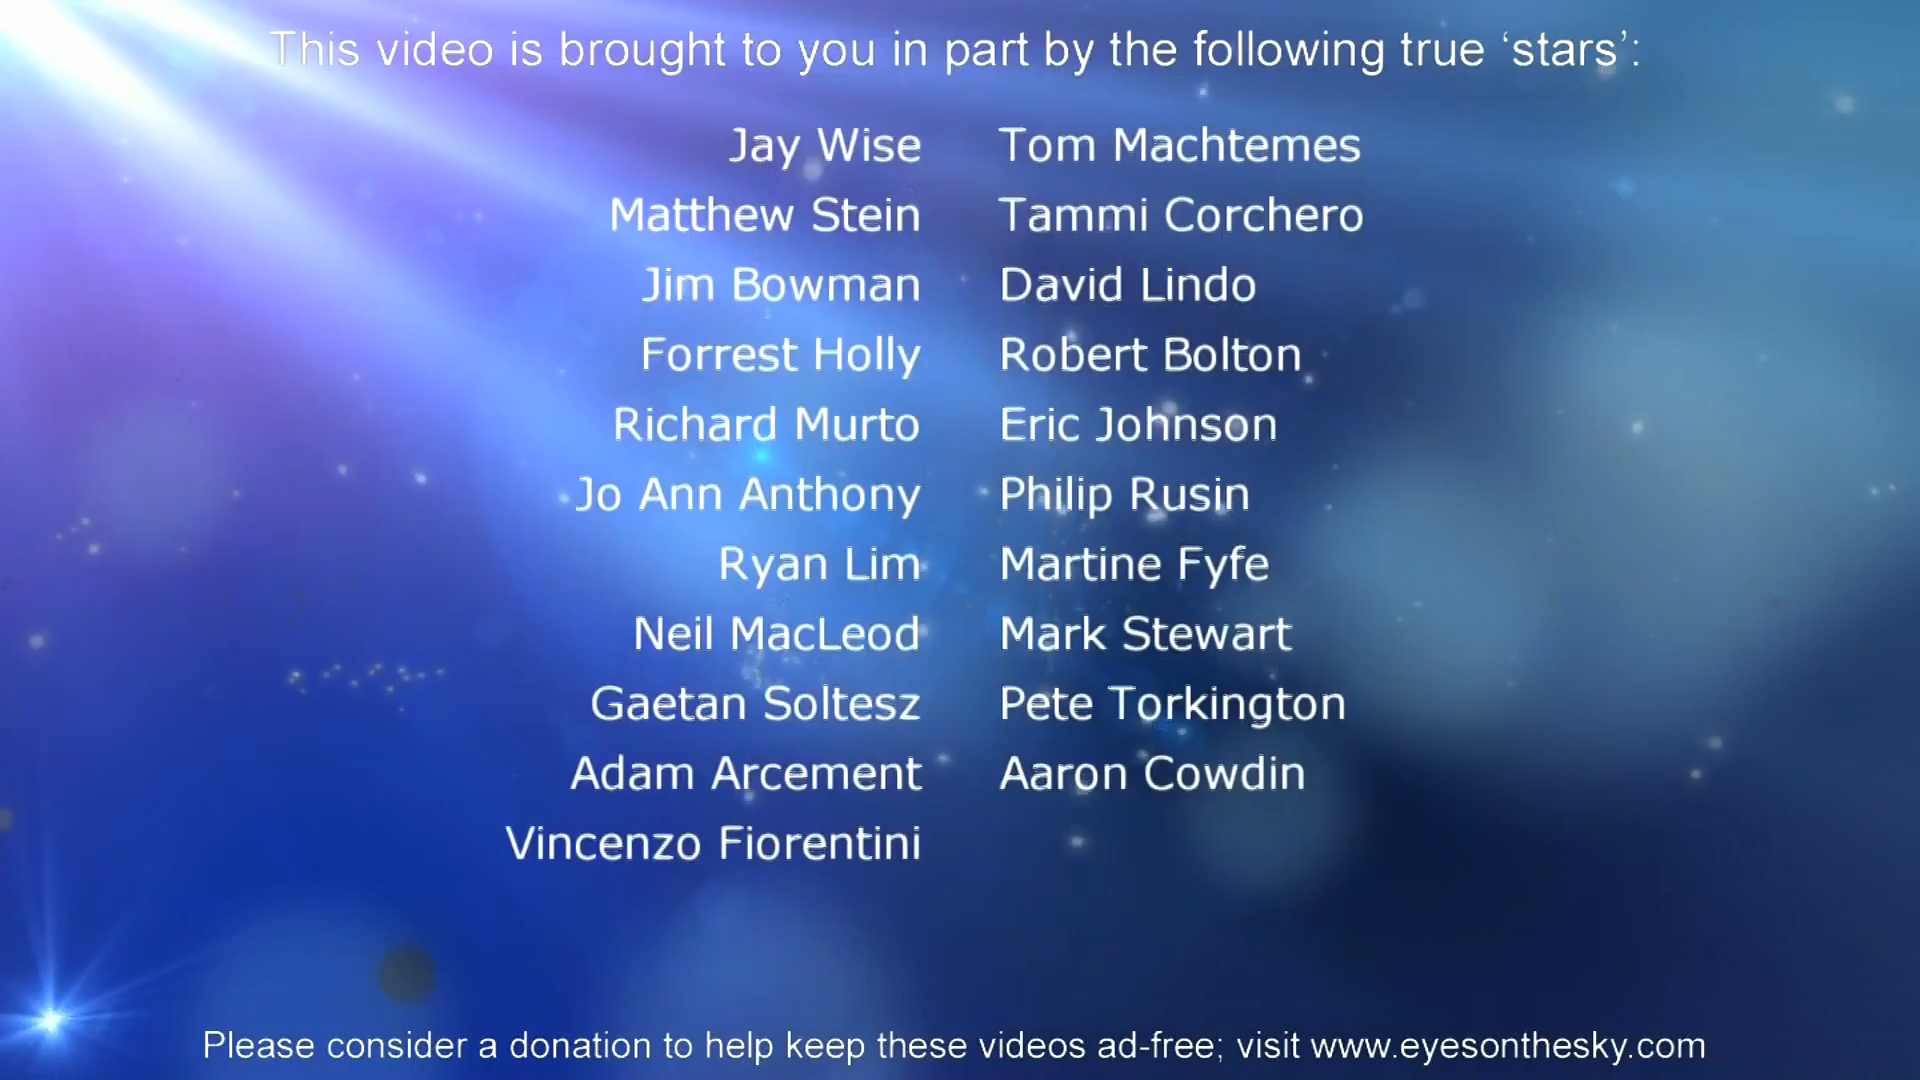 This video is brought to you in part by the following true ‘stars’:
Jay Wise Tom Machtemes
Matthew Stein Tammi Corchero
Jim Bowman David Lindo
Forrest Holly Robert Bolton
Richard Murto Eric Johnson
Jo Ann Anthony Philip Rusin
Ryan Lim Martine Fyfe
Neil MacLeod Mark Stewart
Gaetan Soltesz Pete Torkington
Adam Arcement Aaron Cowdin
Vincenzo Fiorentini
Please consider a donation to help keep these videos ad-free; visit www.eyesonthesky.com